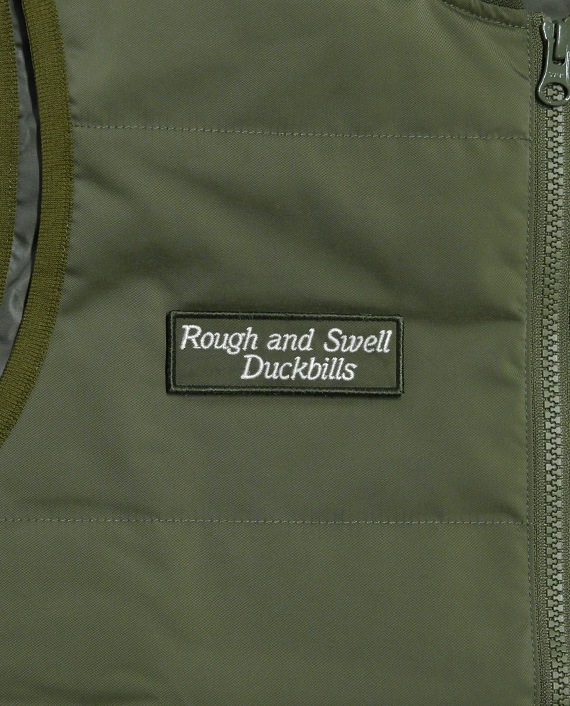 Rough and Swell
Duckbills